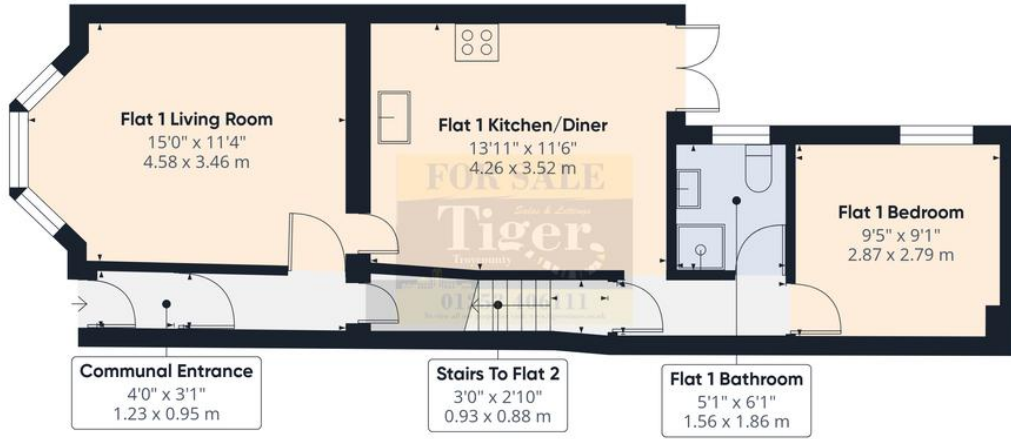 Flat 1 Living Room
15'0" x 11'4"
4.58 x 3.46 m
Flat 1 Kitchen/Diner
13'11" x 11'6"
4.26 x 3.52 m
FOR SALE
Sales & Lettings
Tiger
Flat 1 Bedroom
9'5" x 9'1"
2.87 x 2.79 m
Communal Entrance
4'0" x 3'1"
1.23 x 0.95 m
Stairs To Flat 2
3'0" x 2'10"
0.93 x 0.88 m
Flat 1 Bathroom
5'1" x 6'1"
1.56 x 1.86 m